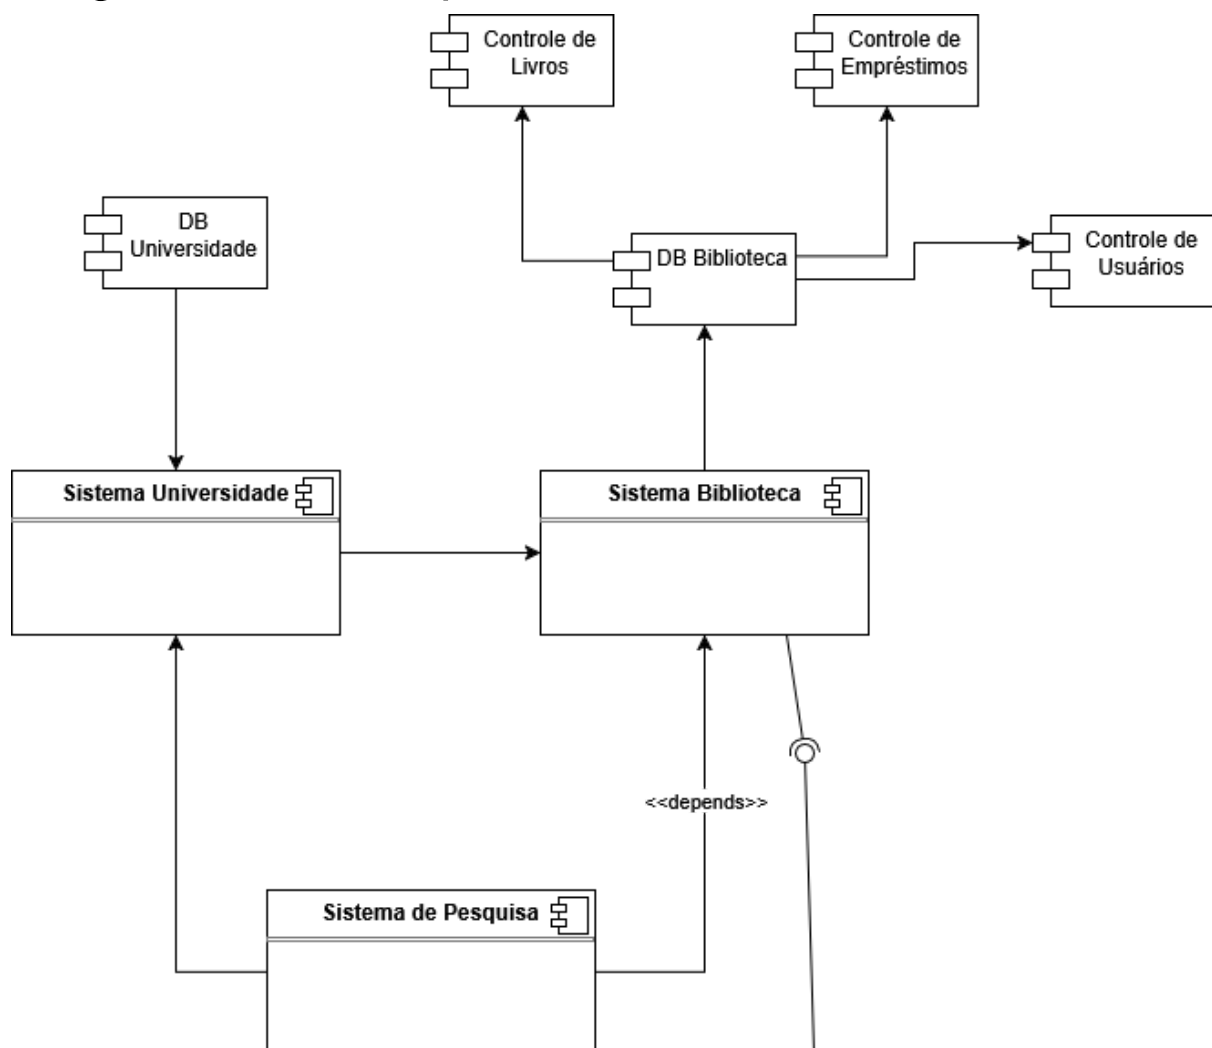 Controle de
Livros
Controle de
Empréstimos
DB
Universidade
DB Biblioteca
Controle de
Usuários
Sistema Universidade
Sistema Biblioteca
<<depends>>
Sistema de Pesquisa